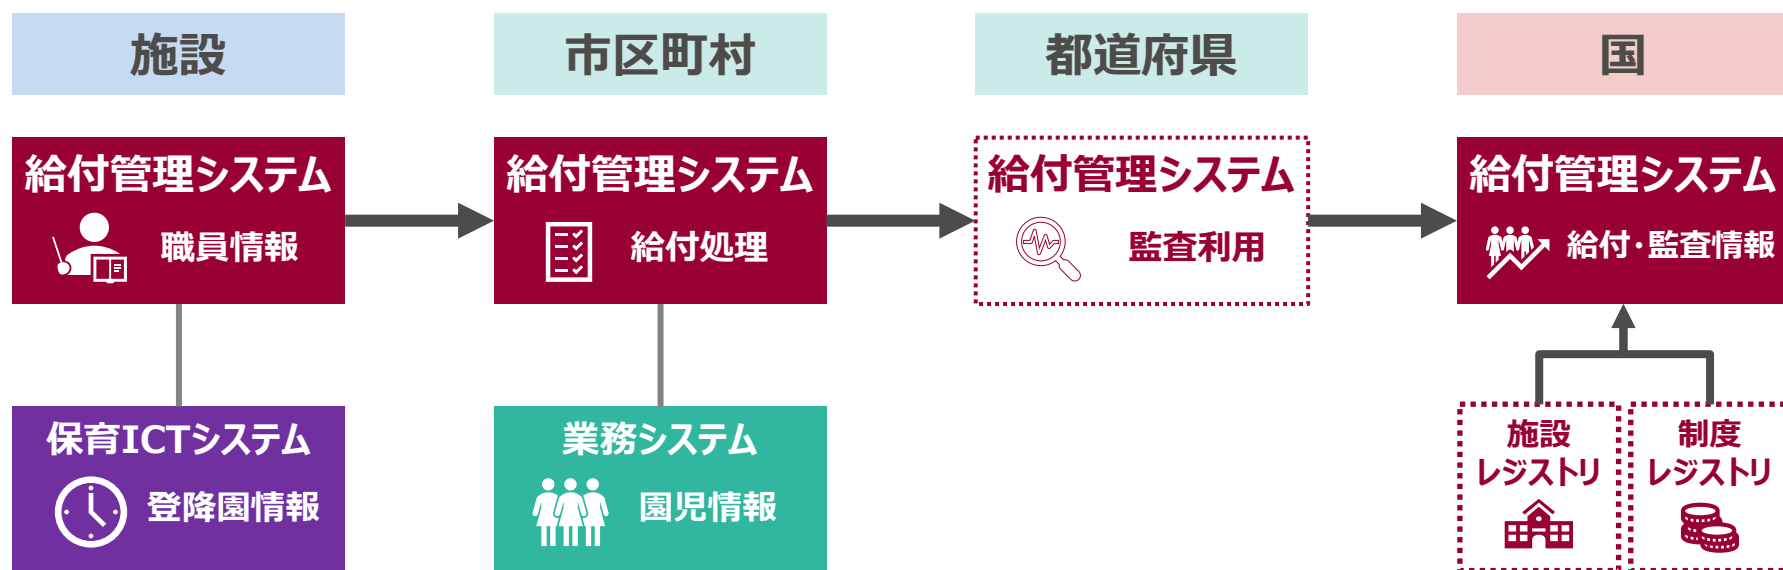 施設
市区町村
都道府県
国
給付管理システム
職員情報
給付管理システム
給付処理
給付管理システム
監査利用
給付管理システム
給付・監査情報
保育ICTシステム
登降園情報
業務システム
園児情報
施設
レジストリ
制度
レジストリ